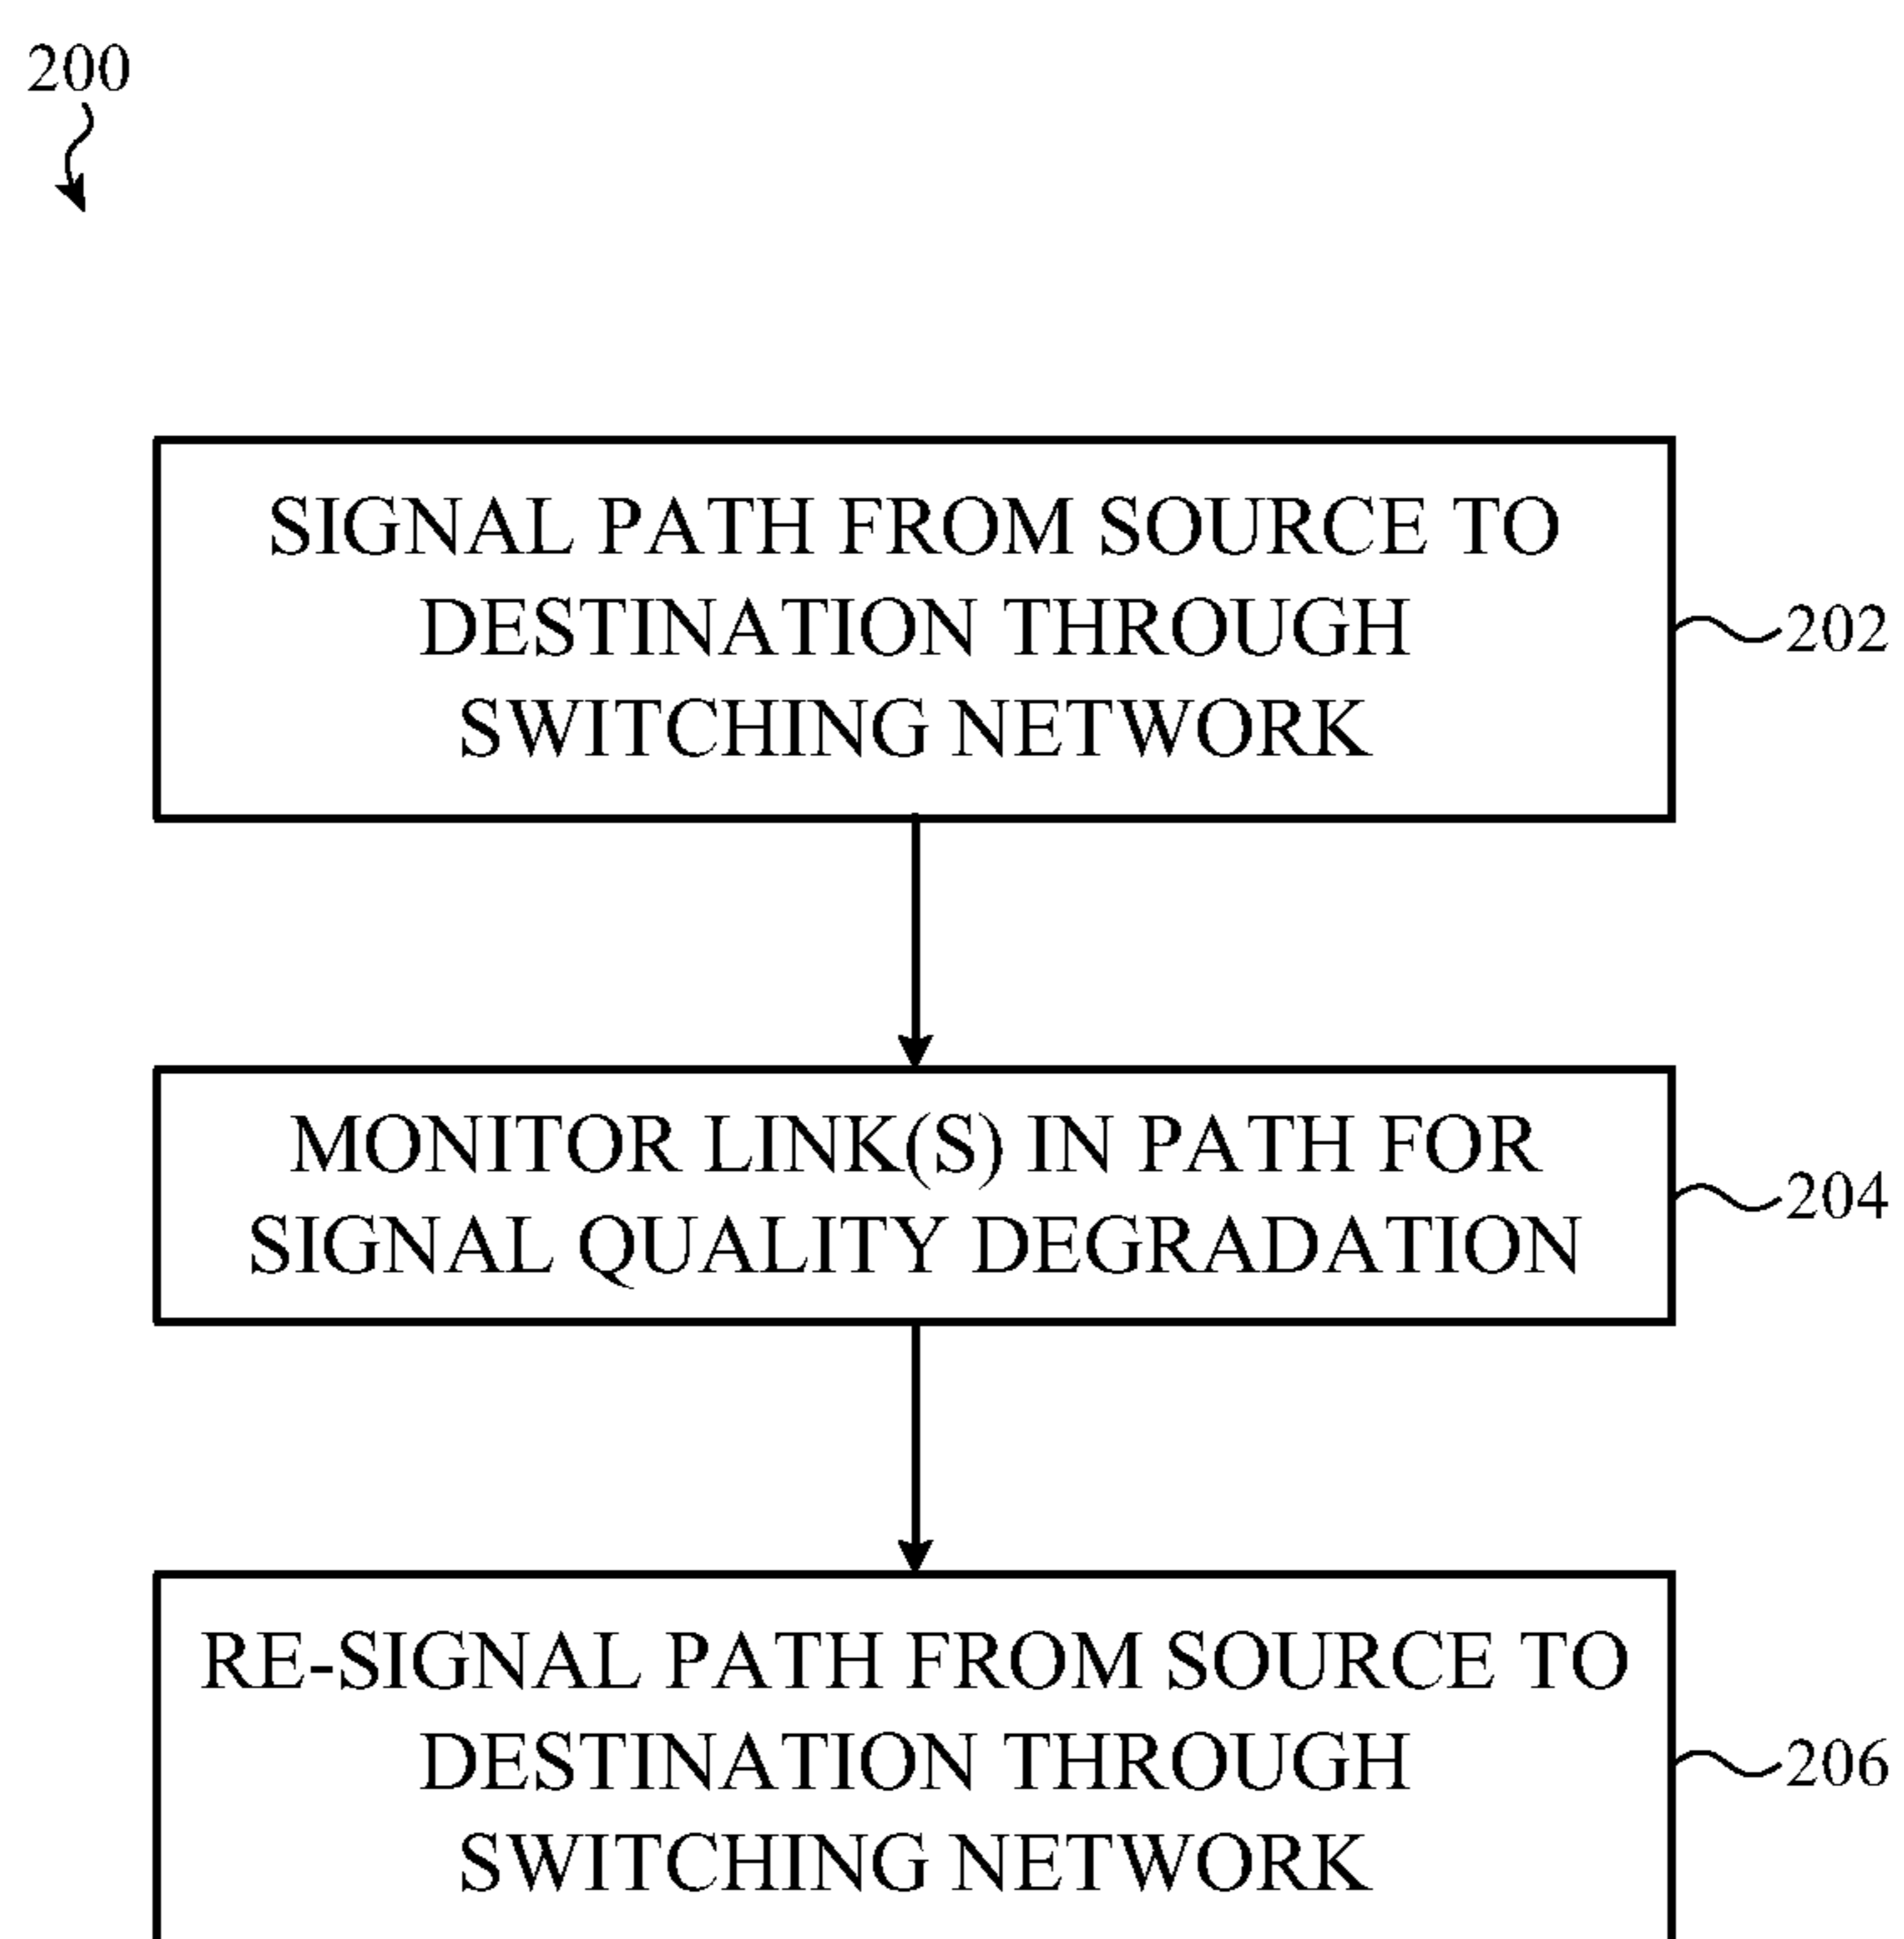 200
SIGNAL PATH FROM SOURCE TO
DESTINATION THROUGH
SWITCHING NETWORK
202
MONITOR LINK(S) IN PATH FOR
SIGNAL QUALITY DEGRADATION
204
RE-SIGNAL PATH FROM SOURCE TO
DESTINATION THROUGH
SWITCHING NETWORK
206